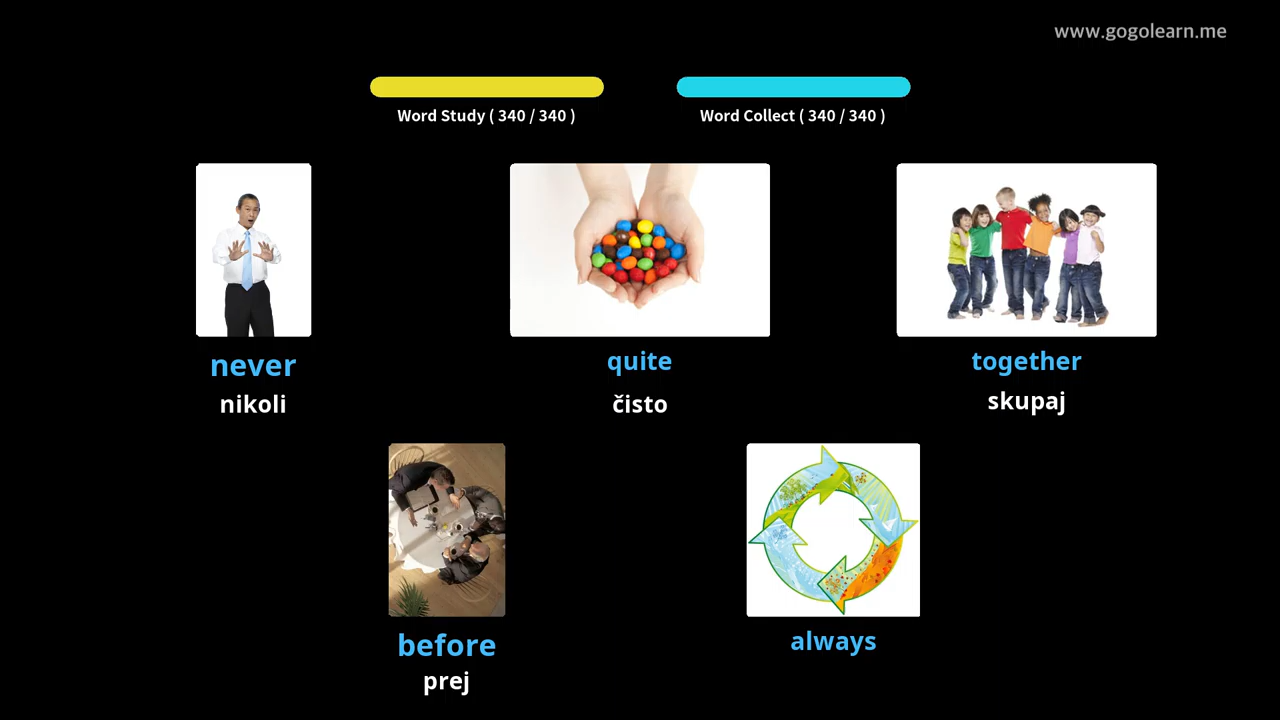 www.gogolearn.me
Word Study ( 340 / 340 )
Word Collect ( 340 / 340 )
never
nikoli
quite
čisto
together
skupaj
before
prej
always